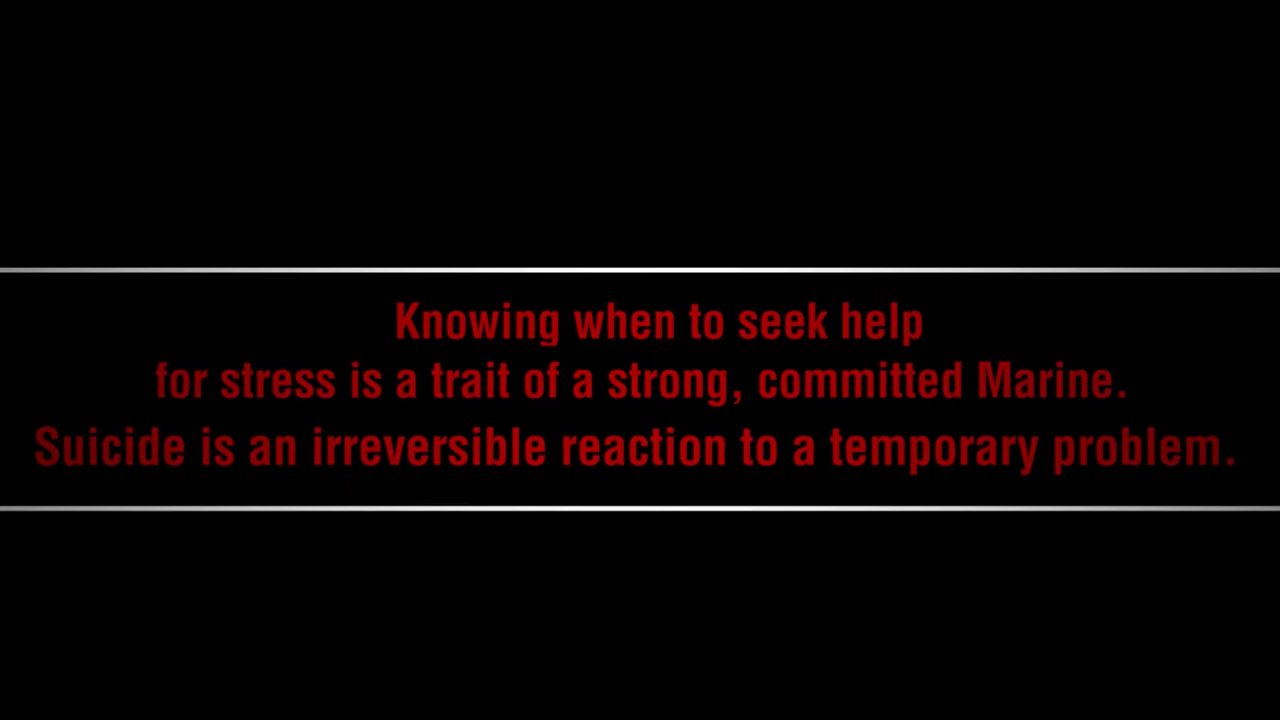 Knowing when to seek help
for stress is a trait of a strong, committed Marine.
Suicide is an irreversible reaction to a temporary problem.